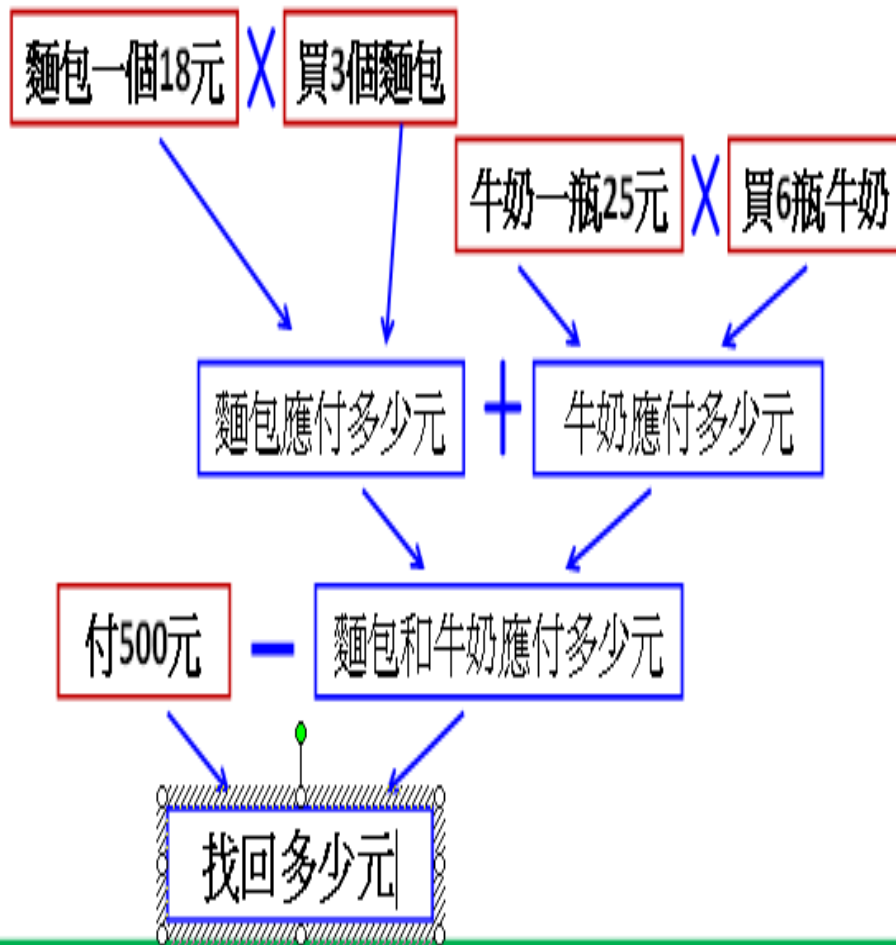 麵包一個18元 X 買3個麵包
牛奶一瓶25元 X 買6瓶牛奶
麵包應付多少元 + 牛奶應付多少元
付500元 － 麵包和牛奶應付多少元
找回多少元